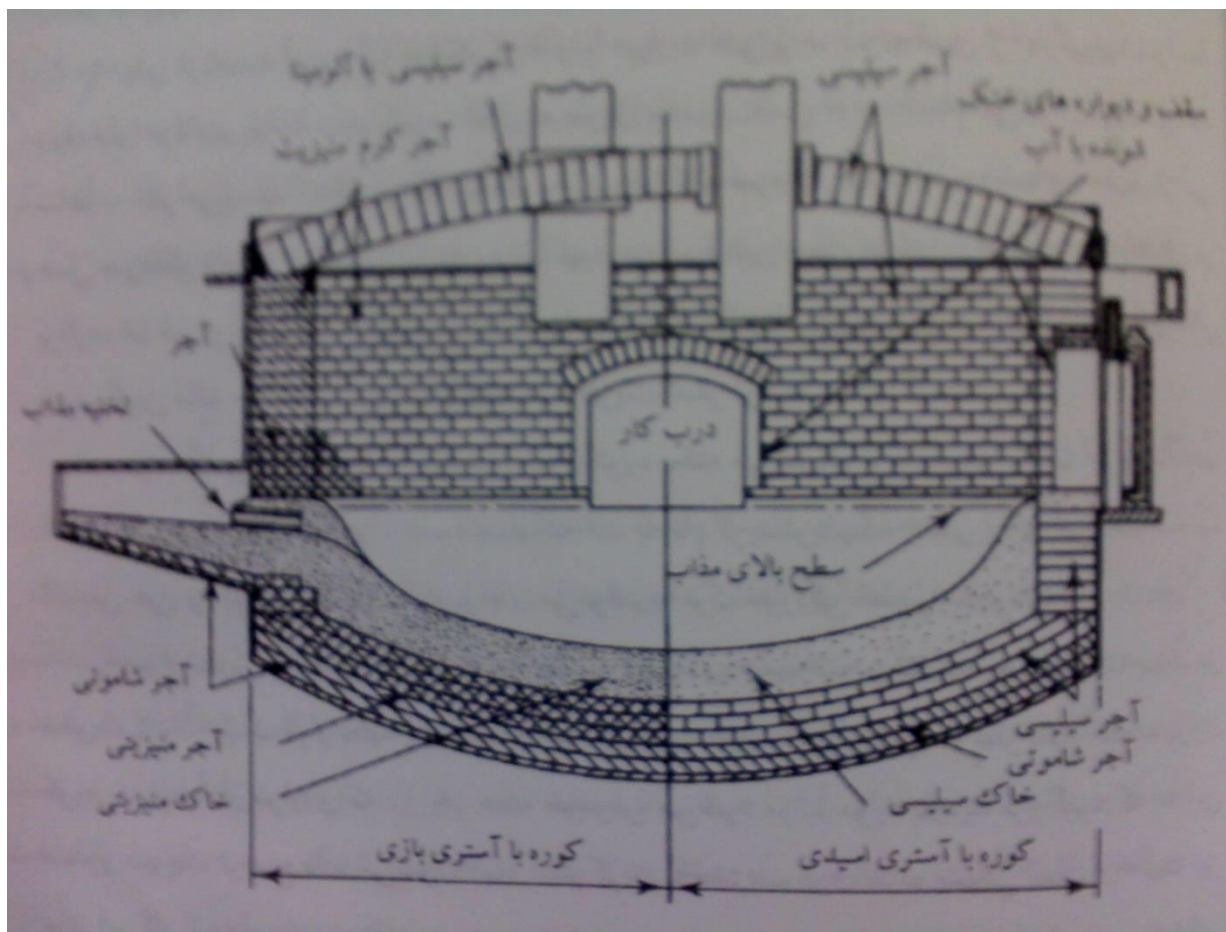 آجر سیلیسی یا آلومینا
آجر سیلیسی
سقف و دیواره های خنک
شونده با آب
آجر کرم منیزیت
آجر
تخلیه مذاب
درب کار
سطح بالای مذاب
آجر شاموتی
آجر منیزیتی
خاک منیزیتی
آجر سیلیسی
آجر شاموتی
خاک سیلیسی
کوره با آستری بازی
کوره با آستری اسیدی